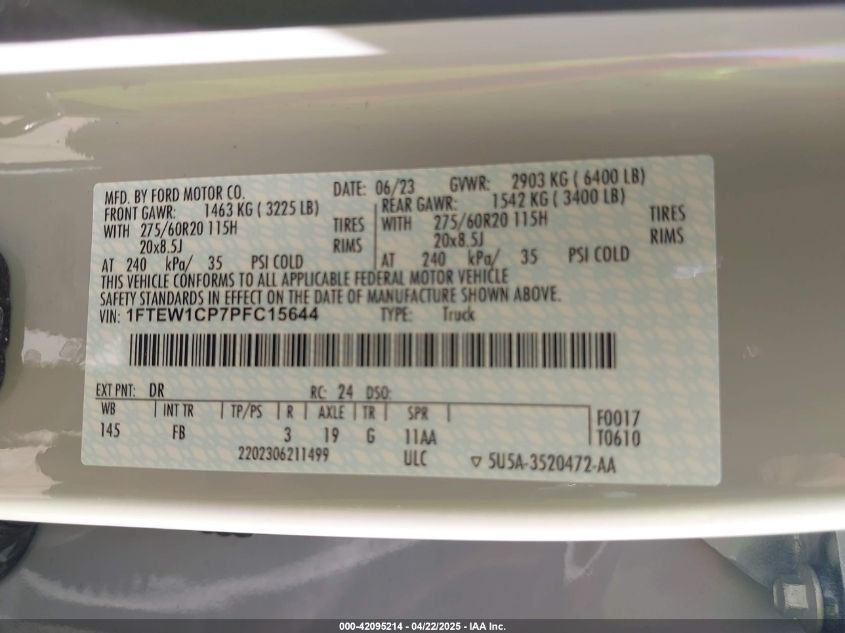 MFD. BY FORD MOTOR CO. DATE: 06/23 GVWR: 2903 KG ( 6400 LB)
FRONT GAWR: 1463 KG ( 3225 LB) REAR GAWR: 1542 KG ( 3400 LB)
WITH 275/60R20 115H TIRES WITH 275/60R20 115H TIRES
20x8.5J RIMS 20x8.5J RIMS
AT 240 kPa/ 35 PSI COLD AT 240 kPa/ 35 PSI COLD
THIS VEHICLE CONFORMS TO ALL APPLICABLE FEDERAL MOTOR VEHICLE
SAFETY STANDARDS IN EFFECT ON THE DATE OF MANUFACTURE SHOWN ABOVE.
VIN: 1FTEW1CP7PFC15644 TYPE: Truck
EXT PNT: DR RC: 24 DSO:
WB INT TR TP/PS R AXLE TR SPR
145 FB 3 19 G 11AA
F0017
T0610
2202306211499 ULC ▽ 5U5A-3520472-AA
000-42095214 - 04/22/2025 - IAA Inc.